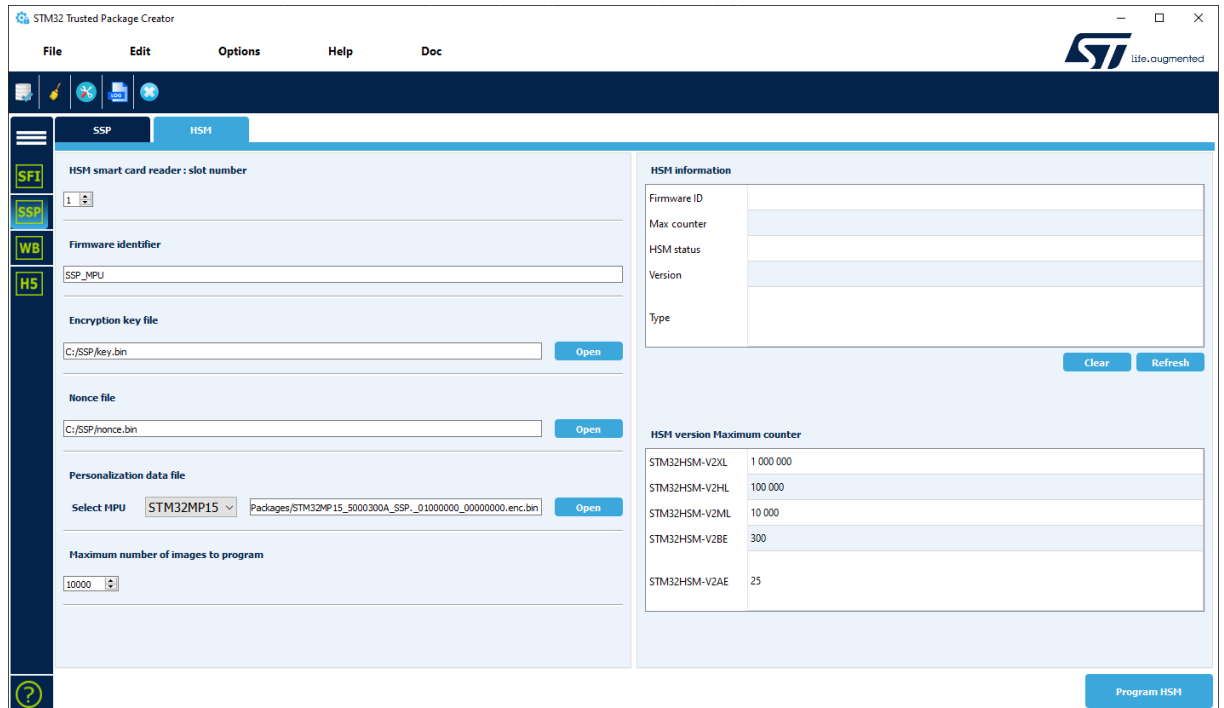 STM32 Trusted Package Creator
File Edit Options Help Doc
ST life.augmented
LOG
SSP HSM
SFI
SSP
WB
H5
HSM smart card reader : slot number
1
Firmware identifier
SSP_MPU
Encryption key file
C:/SSP/key.bin Open
Nonce file
C:/SSP/nonce.bin Open
Personalization data file
Select MPU STM32MP15 Packages/STM32MP15_5000300A_SSP._01000000_00000000.enc.bin Open
Maximum number of images to program
10000
HSM information
Firmware ID
Max counter
HSM status
Version
Type
Clear Refresh
HSM version Maximum counter
STM32HSM-V2XL 1 000 000
STM32HSM-V2HL 100 000
STM32HSM-V2ML 10 000
STM32HSM-V2BE 300
STM32HSM-V2AE 25
?
Program HSM